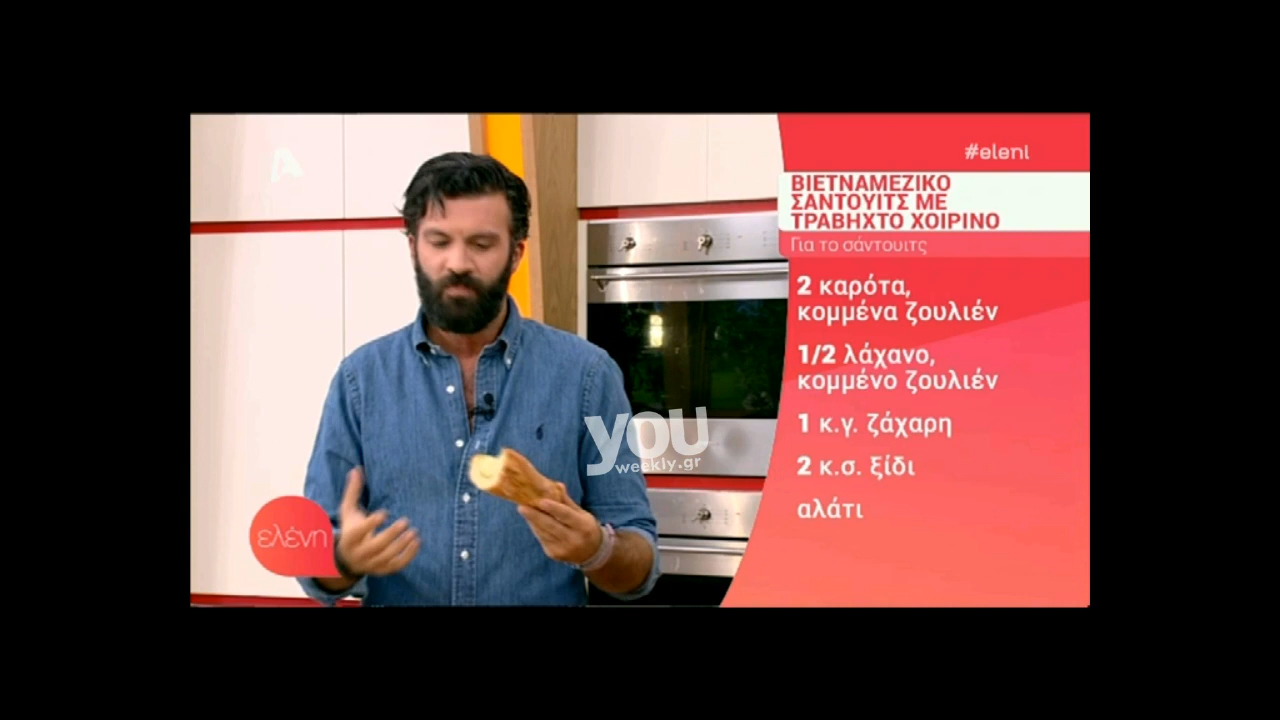 A
#eleni
ΒΙΕΤΝΑΜΕΖΙΚΟ
ΣΑΝΤΟΥΙΤΣ ΜΕ
ΤΡΑΒΗΧΤΟ ΧΟΙΡΙΝΟ
Για το σάντουιτς
2 καρότα,
κομμένα ζουλιέν
1/2 λάχανο,
κομμένο ζουλιέν
1 κ.γ. ζάχαρη
2 κ.σ. ξίδι
αλάτι
you
weekly.gr
ελένη